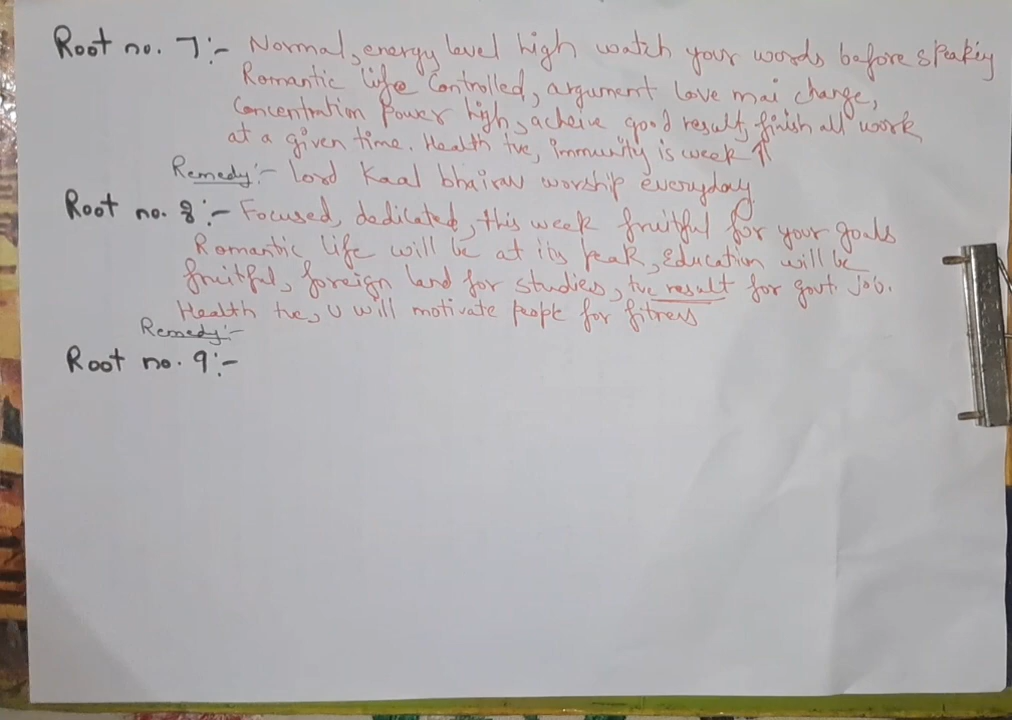 Root no. 7:- Normal, energy level high watch your words before speaking
Romantic life controlled, argument love mai change,
Concentration Power high, acheive good result, finish all work
at a given time. Health +ve, immunity is week ↑
Remedy:- Lord Kaal bhairav worship everyday.
Root no. 8:- Focused, dedicated, this week fruitful for your goals
Romantic life will be at its peak, Education will be
fruitful, foreign land for studies, +ve result for govt. job.
Health +ve, U will motivate people for fitness
Remedy:-
Root no. 9:-